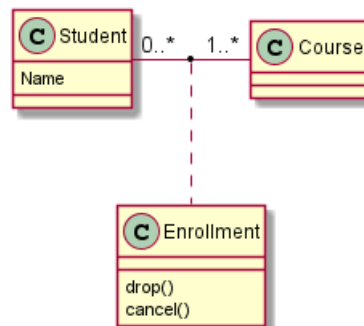 C Student
0..*
1..*
C Course
Name
C Enrollment
drop()
cancel()